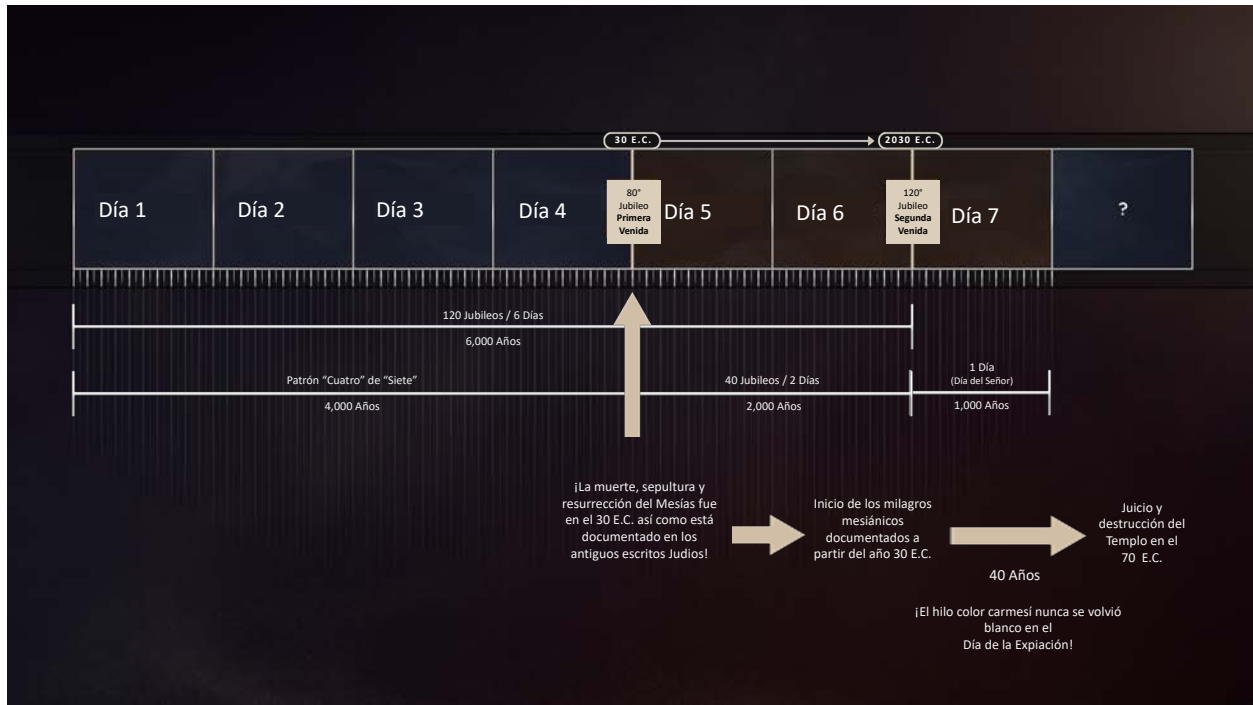 30 E.C.
2030 E.C.
Día 1
Día 2
Día 3
Día 4
80°
Jubileo
Primera
Venida
Día 5
Día 6
120°
Jubileo
Segunda
Venida
Día 7
?
120 Jubileos / 6 Días
6,000 Años
Patrón “Cuatro” de “Siete”
4,000 Años
40 Jubileos / 2 Días
2,000 Años
1 Día
(Día del Señor)
1,000 Años
¡La muerte, sepultura y
resurrección del Mesías fue
en el 30 E.C. así como está
documentado en los
antiguos escritos Judios!
Inicio de los milagros
mesiánicos
documentados a
partir del año 30 E.C.
40 Años
Juicio y
destrucción del
Templo en el
70 E.C.
¡El hilo color carmesí nunca se volvió
blanco en el
Día de la Expiación!